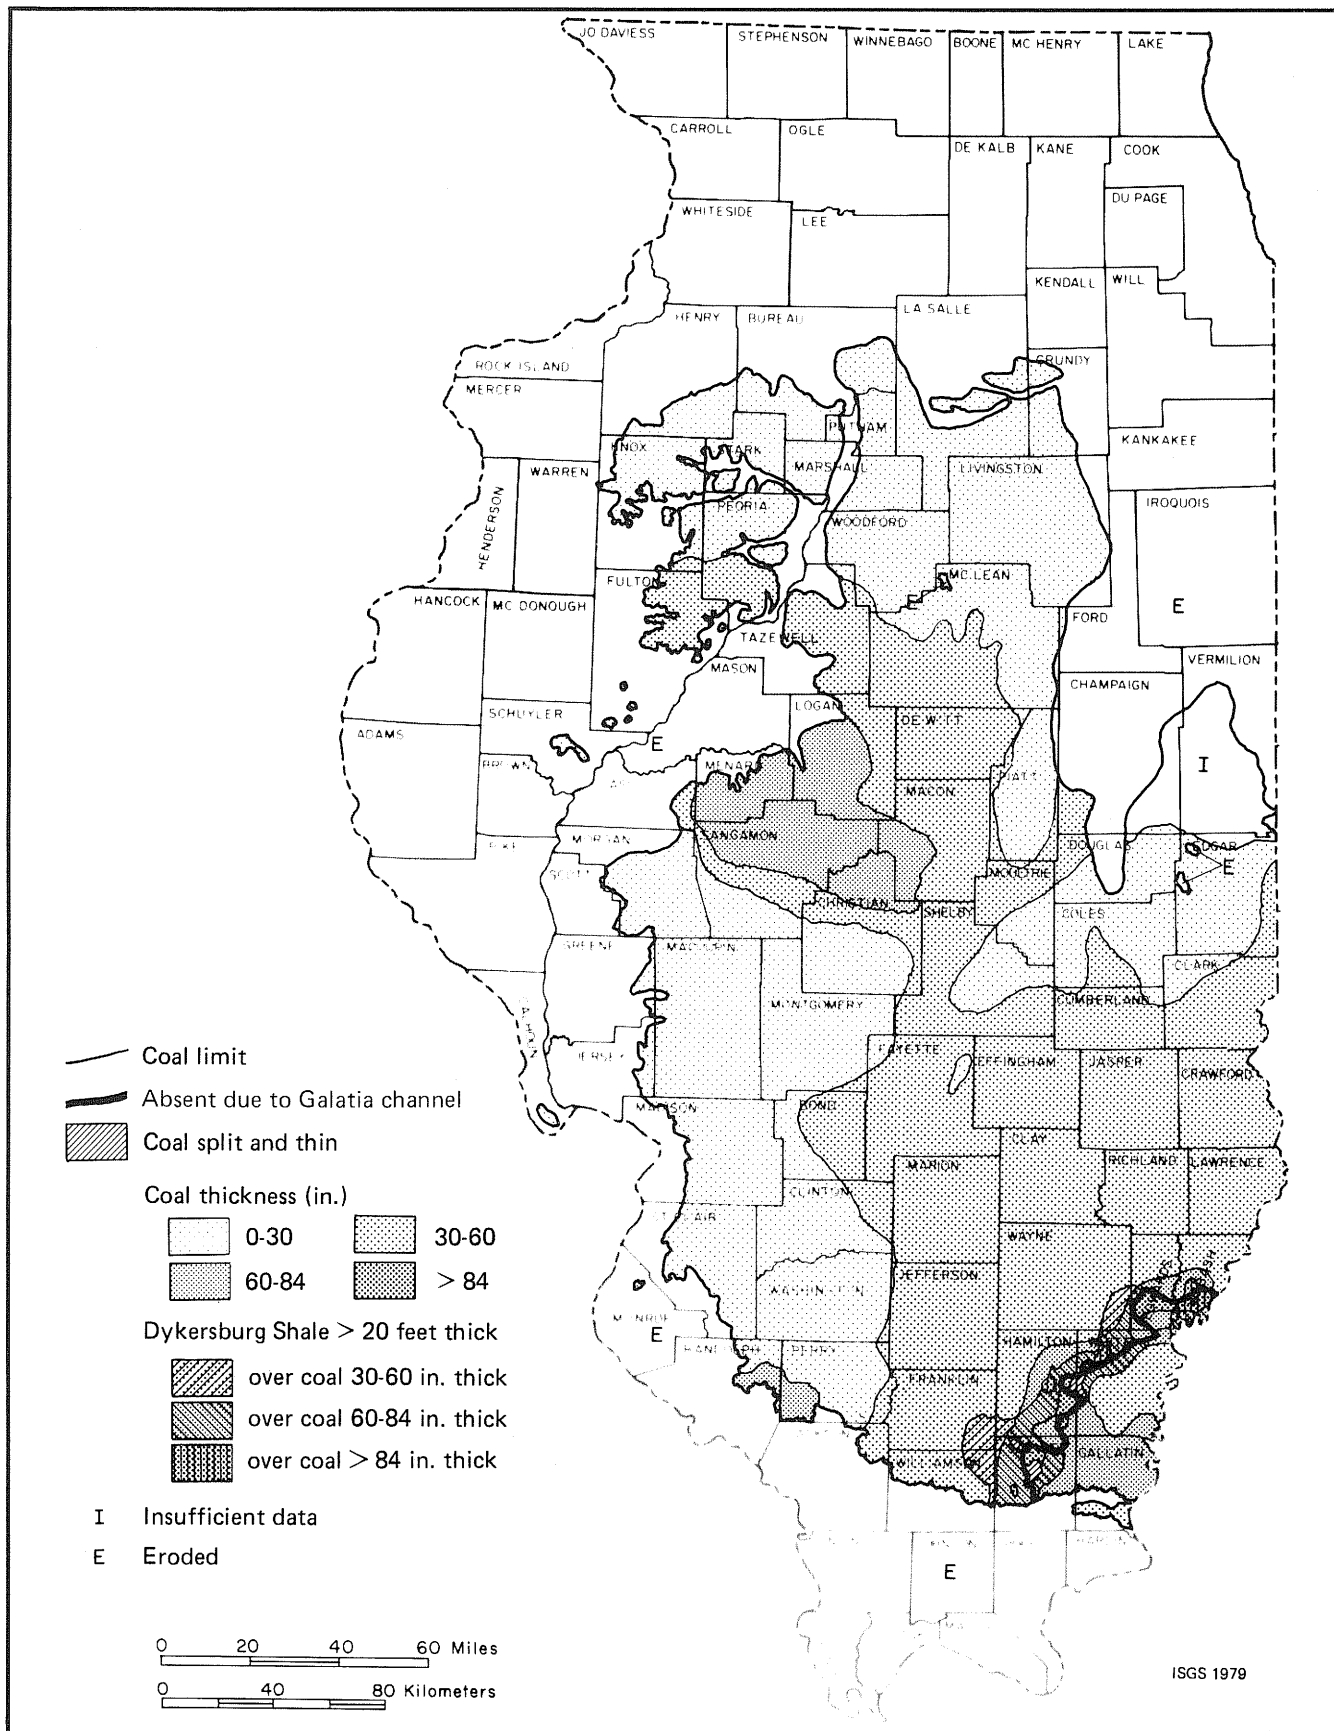 JO DAVIESS
STEPHENSON
WINNEBAGO
BOONE
MC HENRY
LAKE
CARROLL
OGLE
DE KALB
KANE
COOK
DU PAGE
WHITESIDE
LEE
KENDALL
WILL
HENRY
BUREAU
LA SALLE
ROCK ISLAND
GRUNDY
MERCER
PUTNAM
KANKAKEE
KNOX
STARK
MARSHALL
LIVINGSTON
WARREN
HENDERSON
PEORIA
WOODFORD
IROQUOIS
FULTON
MC LEAN
HANCOCK
MC DONOUGH
E
E
FORD
TAZEWELL
MASON
VERMILION
CHAMPAIGN
LOGAN
SCHUYLER
DE WITT
ADAMS
E
MENARD
I
BROWN
MACON
SANGAMON
MORGAN
DOUGLAS
EDGAR
PIKE
SCOTT
MOULTRIE
E
CHRISTIAN
SHELBY
COLES
GREENE
MACOUPIN
CLARK
MONTGOMERY
CUMBERLAND
CALHOUN
JERSEY
FAYETTE
EFFINGHAM
JASPER
CRAWFORD
MADISON
BOND
CLAY
MARION
RICHLAND
LAWRENCE
CLINTON
WAYNE
JEFFERSON
WASHINGTON
MONROE
E
HAMILTON
PERRY
FRANKLIN
WILLIAMSON
GALLATIN
E
Coal limit
Absent due to Galatia channel
Coal split and thin
Coal thickness (in.)
0-30
30-60
60-84
> 84
Dykersburg Shale > 20 feet thick
over coal 30-60 in. thick
over coal 60-84 in. thick
over coal > 84 in. thick
I Insufficient data
E Eroded
0 20 40 60 Miles
0 40 80 Kilometers
ISGS 1979